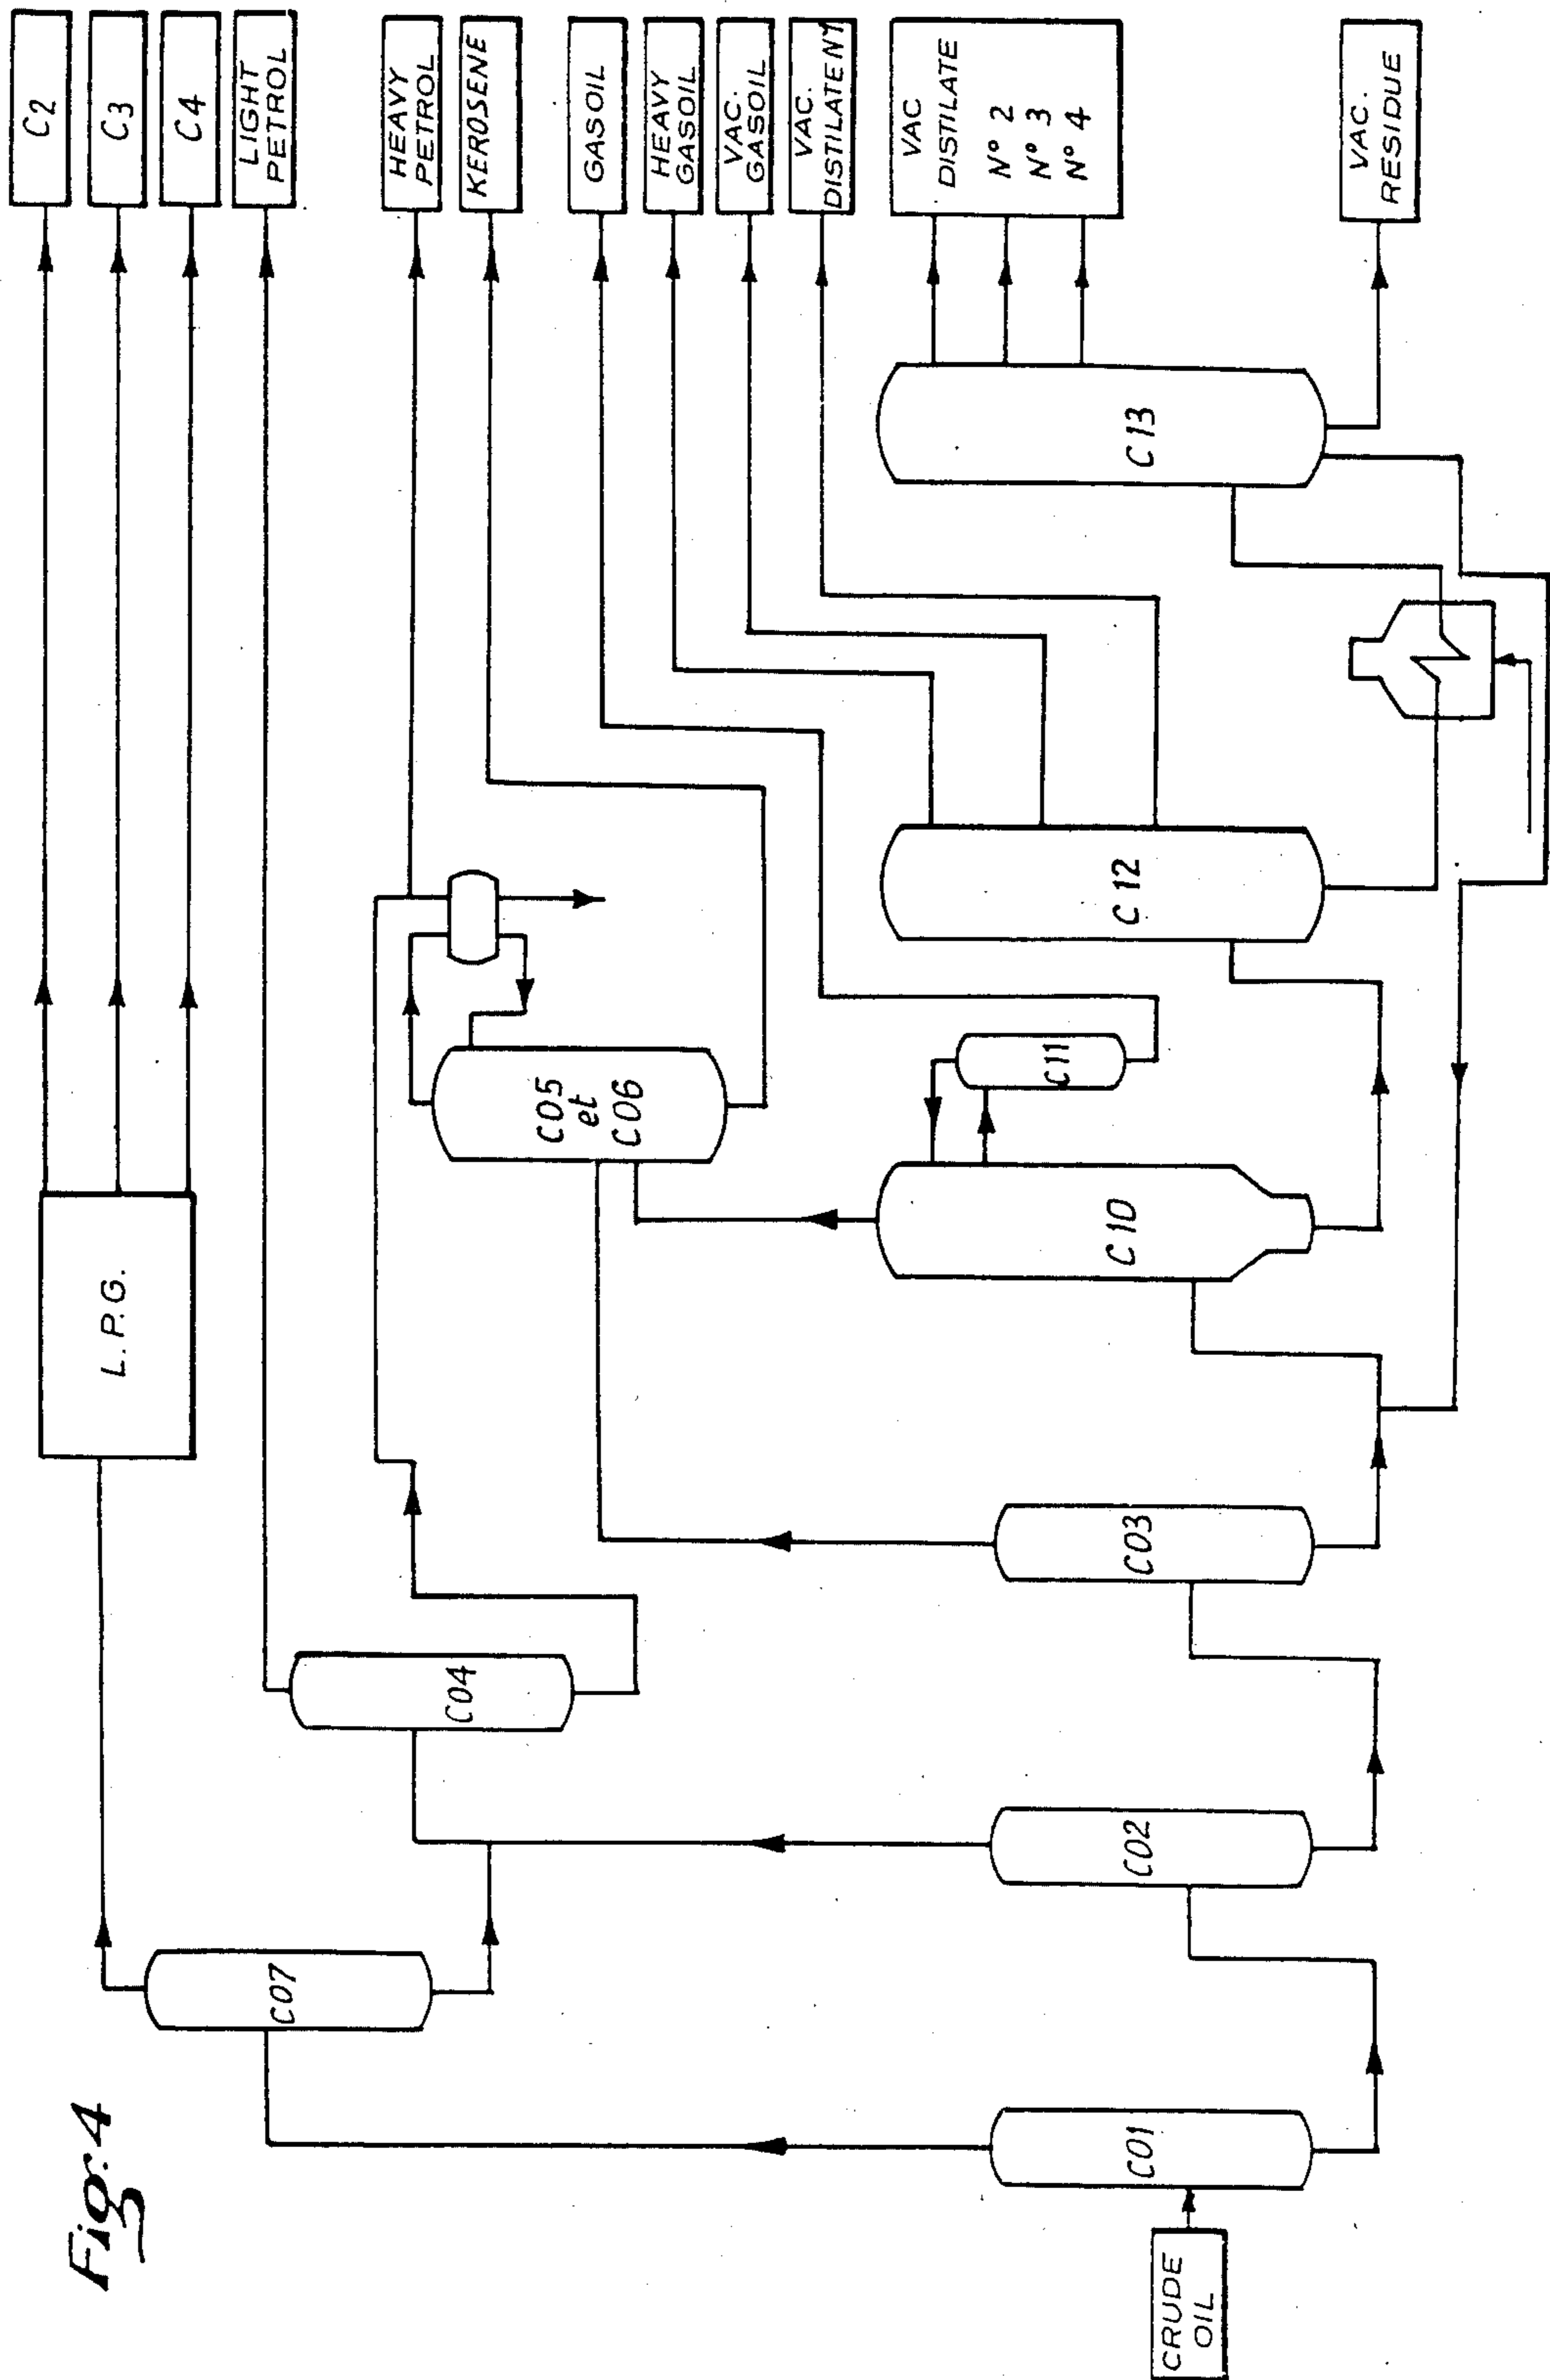 Fig: 4
C2
C3
C4
LIGHT
PETROL
HEAVY
PETROL
KEROSENE
GASOIL
HEAVY
GASOIL
VAC.
GASOIL
VAC.
DISTILATEN1
VAC
DISTILATE
N° 2
N° 3
N° 4
VAC.
RESIDUE
L.P.G.
C07
C04
C05
et
C06
C11
C01
C02
C03
C10
C12
C13
CRUDE
OIL